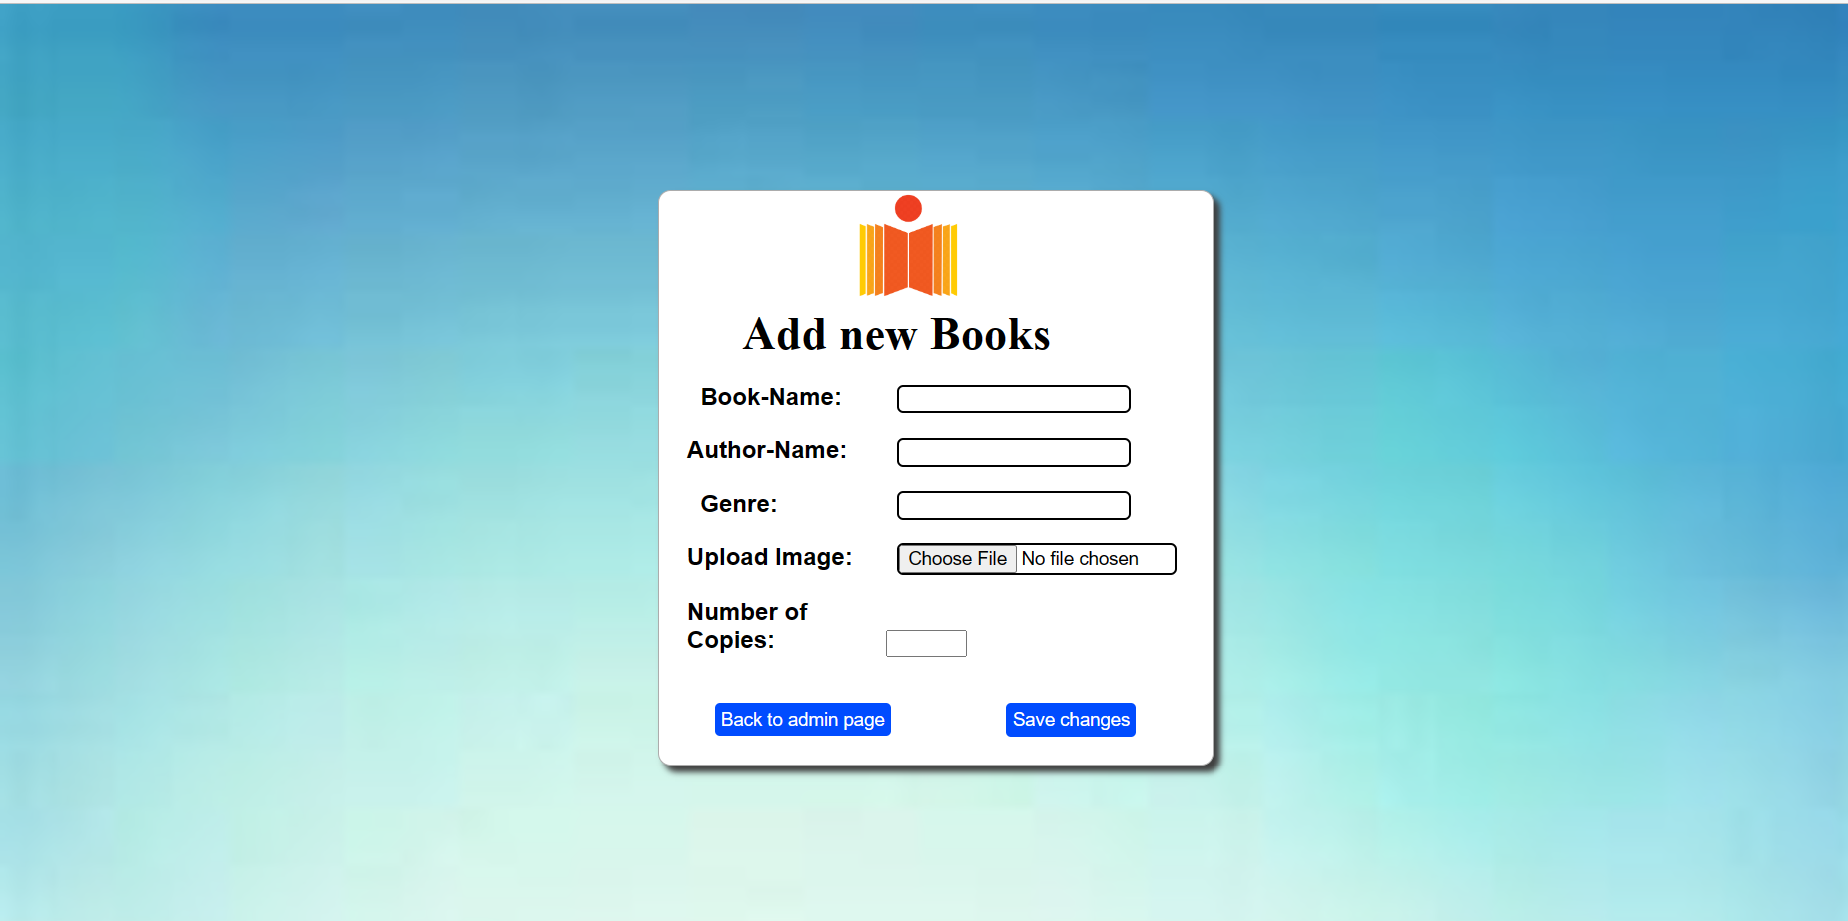 Add new Books
Book-Name:
Author-Name:
Genre:
Upload Image: Choose File No file chosen
Number of
Copies:
Back to admin page Save changes